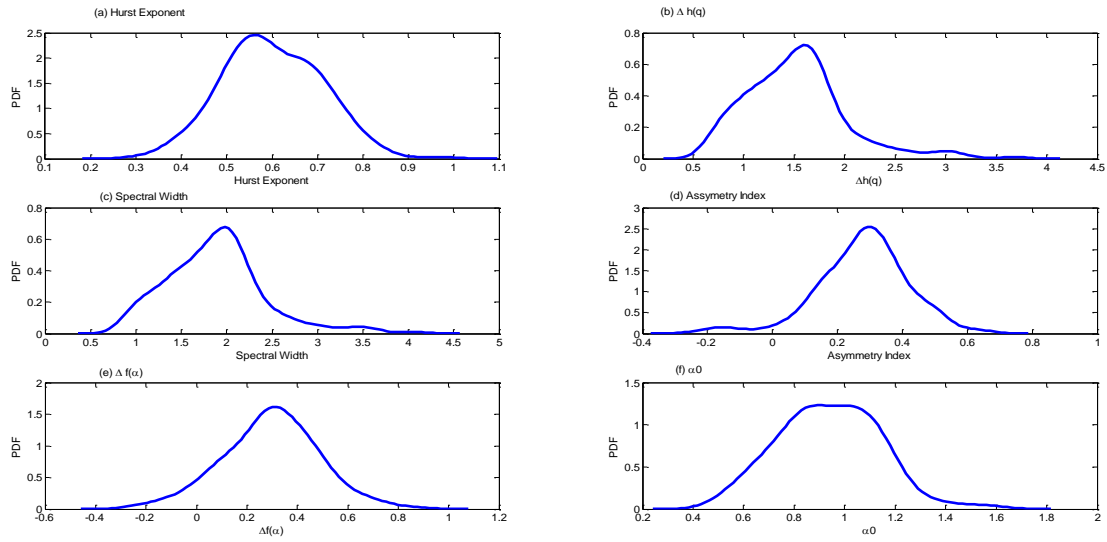 (a) Hurst Exponent
2.5
2
1.5
1
0.5
0
PDF
0.1 0.2 0.3 0.4 0.5 0.6 0.7 0.8 0.9 1 1.1
Hurst Exponent
(b) Δ h(q)
0.8
0.6
0.4
0.2
0
PDF
0 0.5 1 1.5 2 2.5 3 3.5 4 4.5
Δh(q)
(c) Spectral Width
0.8
0.6
0.4
0.2
0
PDF
0 0.5 1 1.5 2 2.5 3 3.5 4 4.5 5
Spectral Width
(d) Assymetry Index
3
2.5
2
1.5
1
0.5
0
PDF
-0.4 -0.2 0 0.2 0.4 0.6 0.8 1
Asymmetry Index
(e) Δ f(α)
2
1.5
1
0.5
0
PDF
-0.6 -0.4 -0.2 0 0.2 0.4 0.6 0.8 1 1.2
Δf(α)
(f) α0
1.5
1
0.5
0
PDF
0.2 0.4 0.6 0.8 1 1.2 1.4 1.6 1.8 2
α0